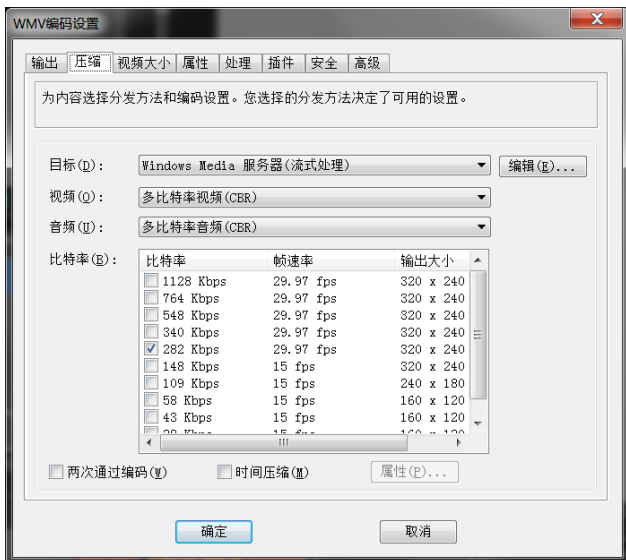 WMV编码设置
输出 压缩 视频大小 属性 处理 插件 安全 高级
为内容选择分发方法和编码设置。您选择的分发方法决定了可用的设置。
目标(D): Windows Media 服务器(流式处理) 编辑(E)...
视频(O): 多比特率视频(CBR)
音频(U): 多比特率音频(CBR)
比特率(B): 比特率 帧速率 输出大小
1128 Kbps 29.97 fps 320 x 240
764 Kbps 29.97 fps 320 x 240
548 Kbps 29.97 fps 320 x 240
340 Kbps 29.97 fps 320 x 240
282 Kbps 29.97 fps 320 x 240
148 Kbps 15 fps 320 x 240
109 Kbps 15 fps 240 x 180
58 Kbps 15 fps 160 x 120
43 Kbps 15 fps 160 x 120
两次通过编码(W) 时间压缩(M) 属性(P)...
确定 取消